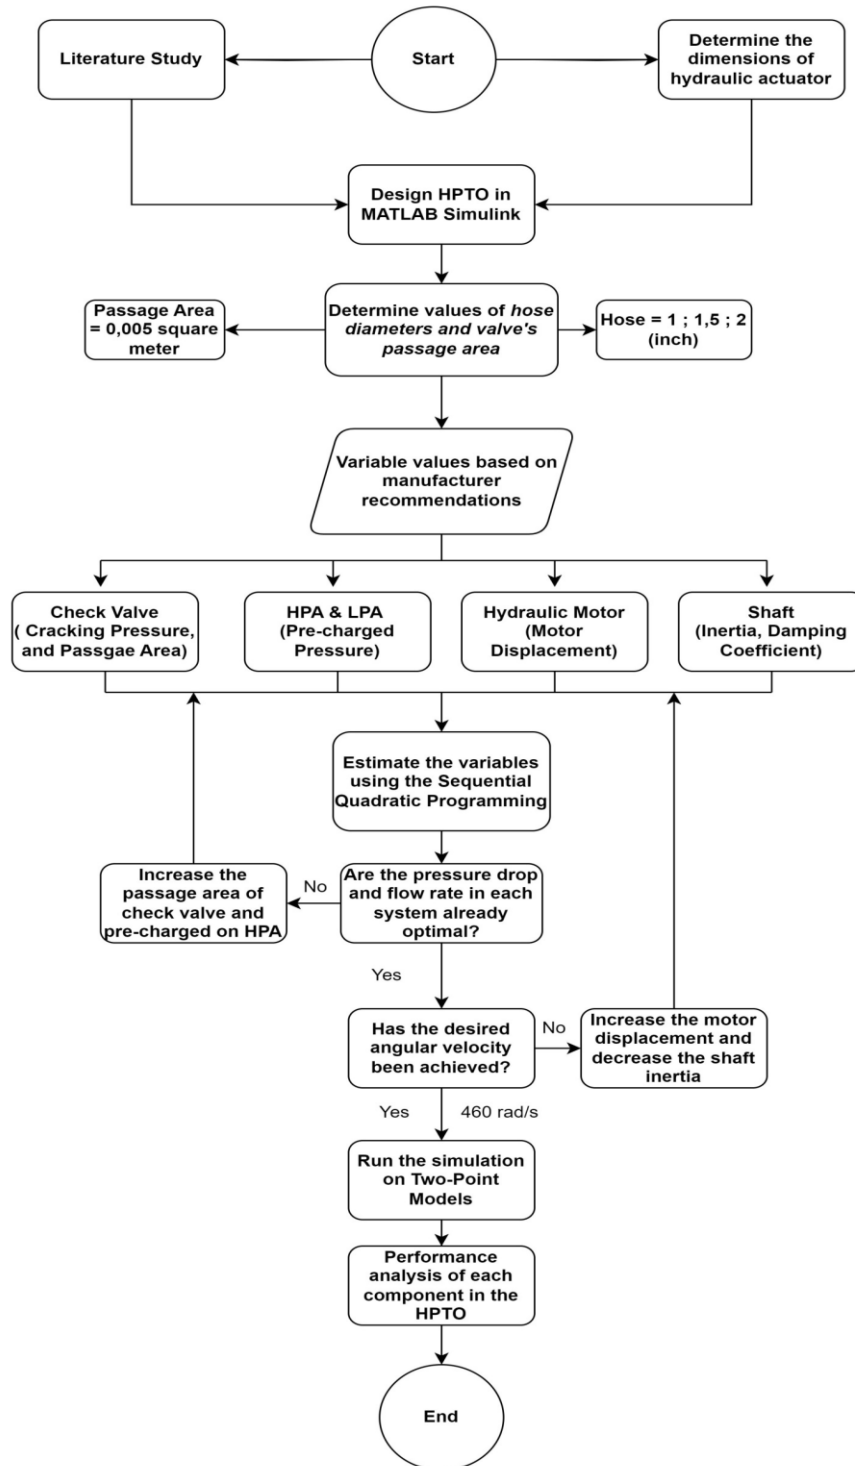 Literature Study
Start
Determine the
dimensions of
hydraulic actuator
Design HPTO in
MATLAB Simulink
Passage Area
= 0,005 square
meter
Determine values of hose
diameters and valve's
passage area
Hose = 1 ; 1,5 ; 2
(inch)
Variable values based on
manufacturer
recommendations
Check Valve
( Cracking Pressure,
and Passgae Area)
HPA & LPA
(Pre-charged
Pressure)
Hydraulic Motor
(Motor
Displacement)
Shaft
(Inertia, Damping
Coefficient)
Estimate the variables
using the Sequential
Quadratic Programming
Increase the
passage area of
check valve and
pre-charged on HPA
No
Are the pressure drop
and flow rate in each
system already
optimal?
Yes
Has the desired
angular velocity
been achieved?
No
Increase the motor
displacement and
decrease the shaft
inertia
Yes
460 rad/s
Run the simulation
on Two-Point
Models
Performance
analysis of each
component in the
HPTO
End